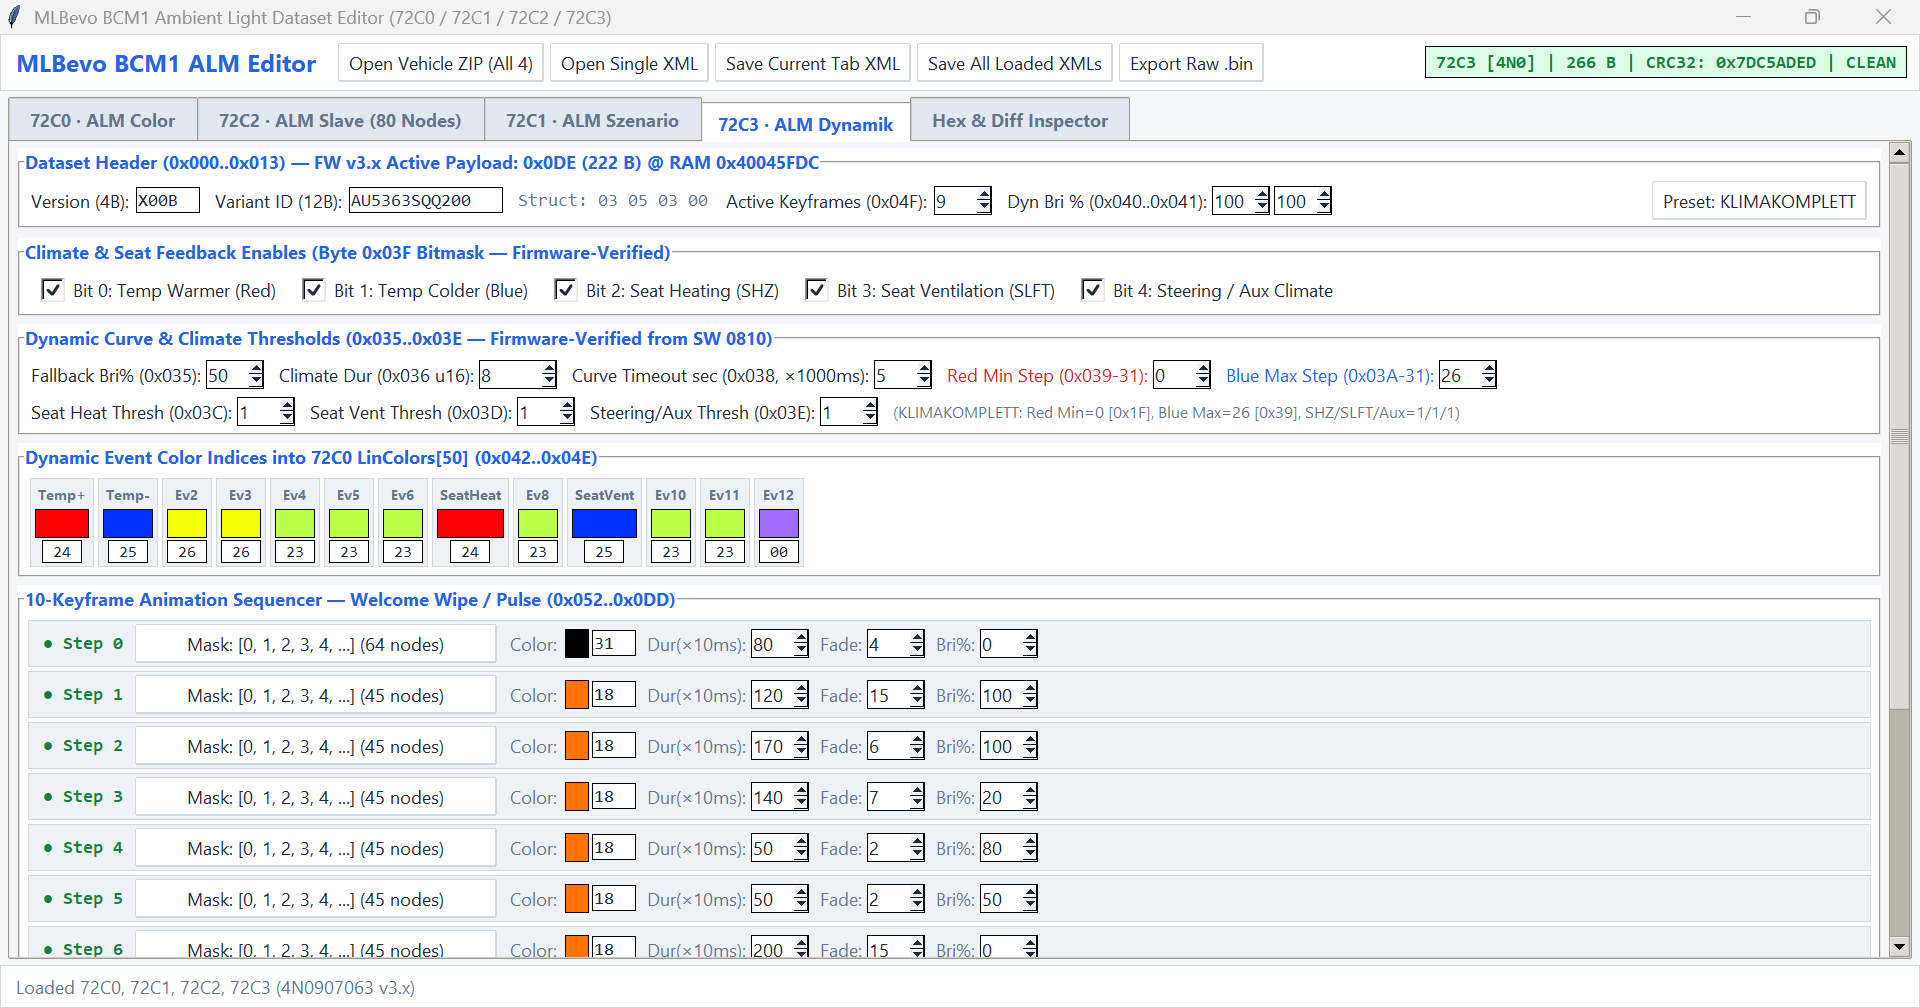 MLBevo BCM1 Ambient Light Dataset Editor (72C0 / 72C1 / 72C2 / 72C3)
MLBevo BCM1 ALM Editor Open Vehicle ZIP (All 4) Open Single XML Save Current Tab XML Save All Loaded XMLs Export Raw .bin 72C3 [4N0] | 266 B | CRC32: 0x7DC5ADED | CLEAN
72C0 · ALM Color 72C2 · ALM Slave (80 Nodes) 72C1 · ALM Szenario 72C3 · ALM Dynamik Hex & Diff Inspector
Dataset Header (0x000..0x013) — FW v3.x Active Payload: 0x0DE (222 B) @ RAM 0x40045FDC
Version (4B): X00B Variant ID (12B): AU5363SQQ200 Struct: 03 05 03 00 Active Keyframes (0x04F): 9 Dyn Bri % (0x040..0x041): 100 100 Preset: KLIMAKOMPLETT
Climate & Seat Feedback Enables (Byte 0x03F Bitmask — Firmware-Verified)
Bit 0: Temp Warmer (Red) Bit 1: Temp Colder (Blue) Bit 2: Seat Heating (SHZ) Bit 3: Seat Ventilation (SLFT) Bit 4: Steering / Aux Climate
Dynamic Curve & Climate Thresholds (0x035..0x03E — Firmware-Verified from SW 0810)
Fallback Bri% (0x035): 50 Climate Dur (0x036 u16): 8 Curve Timeout sec (0x038, ×1000ms): 5 Red Min Step (0x039-31): 0 Blue Max Step (0x03A-31): 26
Seat Heat Thresh (0x03C): 1 Seat Vent Thresh (0x03D): 1 Steering/Aux Thresh (0x03E): 1 (KLIMAKOMPLETT: Red Min=0 [0x1F], Blue Max=26 [0x39], SHZ/SLFT/Aux=1/1/1)
Dynamic Event Color Indices into 72C0 LinColors[50] (0x042..0x04E)
Temp+ Temp- Ev2 Ev3 Ev4 Ev5 Ev6 SeatHeat Ev8 SeatVent Ev10 Ev11 Ev12
24 25 26 26 23 23 23 24 23 25 23 23 00
10-Keyframe Animation Sequencer — Welcome Wipe / Pulse (0x052..0x0DD)
● Step 0 Mask: [0, 1, 2, 3, 4, ...] (64 nodes) Color: 31 Dur(×10ms): 80 Fade: 4 Bri%: 0
● Step 1 Mask: [0, 1, 2, 3, 4, ...] (45 nodes) Color: 18 Dur(×10ms): 120 Fade: 15 Bri%: 100
● Step 2 Mask: [0, 1, 2, 3, 4, ...] (45 nodes) Color: 18 Dur(×10ms): 170 Fade: 6 Bri%: 100
● Step 3 Mask: [0, 1, 2, 3, 4, ...] (45 nodes) Color: 18 Dur(×10ms): 140 Fade: 7 Bri%: 20
● Step 4 Mask: [0, 1, 2, 3, 4, ...] (45 nodes) Color: 18 Dur(×10ms): 50 Fade: 2 Bri%: 80
● Step 5 Mask: [0, 1, 2, 3, 4, ...] (45 nodes) Color: 18 Dur(×10ms): 50 Fade: 2 Bri%: 50
● Step 6 Mask: [0, 1, 2, 3, 4, ...] (45 nodes) Color: 18 Dur(×10ms): 200 Fade: 15 Bri%: 0
Loaded 72C0, 72C1, 72C2, 72C3 (4N0907063 v3.x)